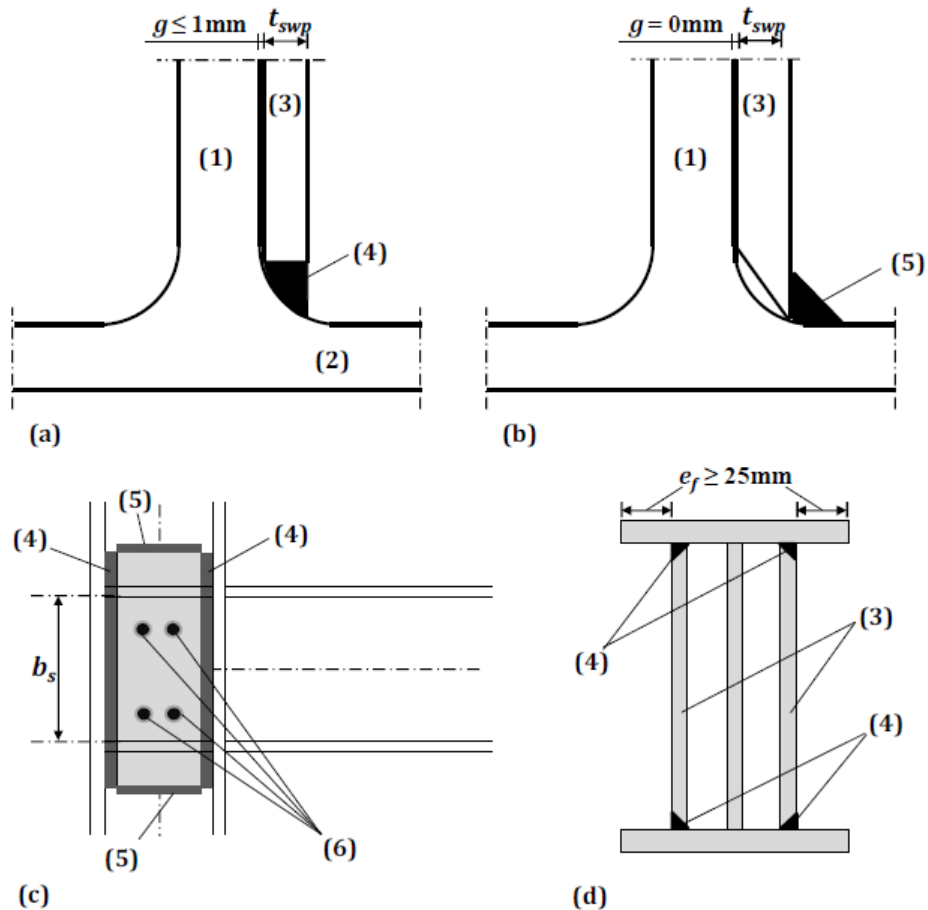 g ≤ 1mm t_swp
(3)
(1)
(4)
(2)
(a)
g = 0mm t_swp
(3)
(1)
(5)
(b)
(5)
(4) (4)
b_s
(6)
(5)
(c)
e_f ≥ 25mm
(3)
(4)
(4)
(d)